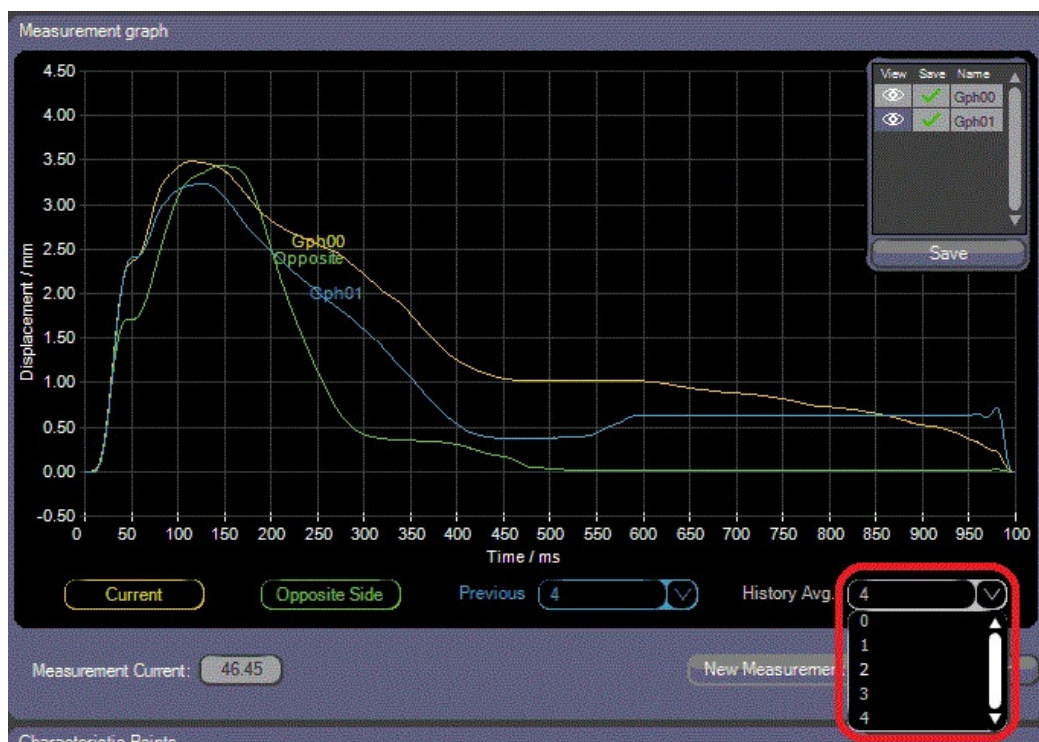 Measurement graph
View Save Name
Gph00
Gph01
Save
4.50
4.00
3.50
3.00
2.50
2.00
1.50
1.00
0.50
0.00
-0.50
Displacement / mm
Gph00
Opposite
Gph01
0 50 100 150 200 250 300 350 400 450 500 550 600 650 700 750 800 850 900 950 100
Time / ms
Current Opposite Side Previous 4 History Avg. 4
0
1
2
3
4
Measurement Current: 46.45 New Measuremen
Characteristic Points